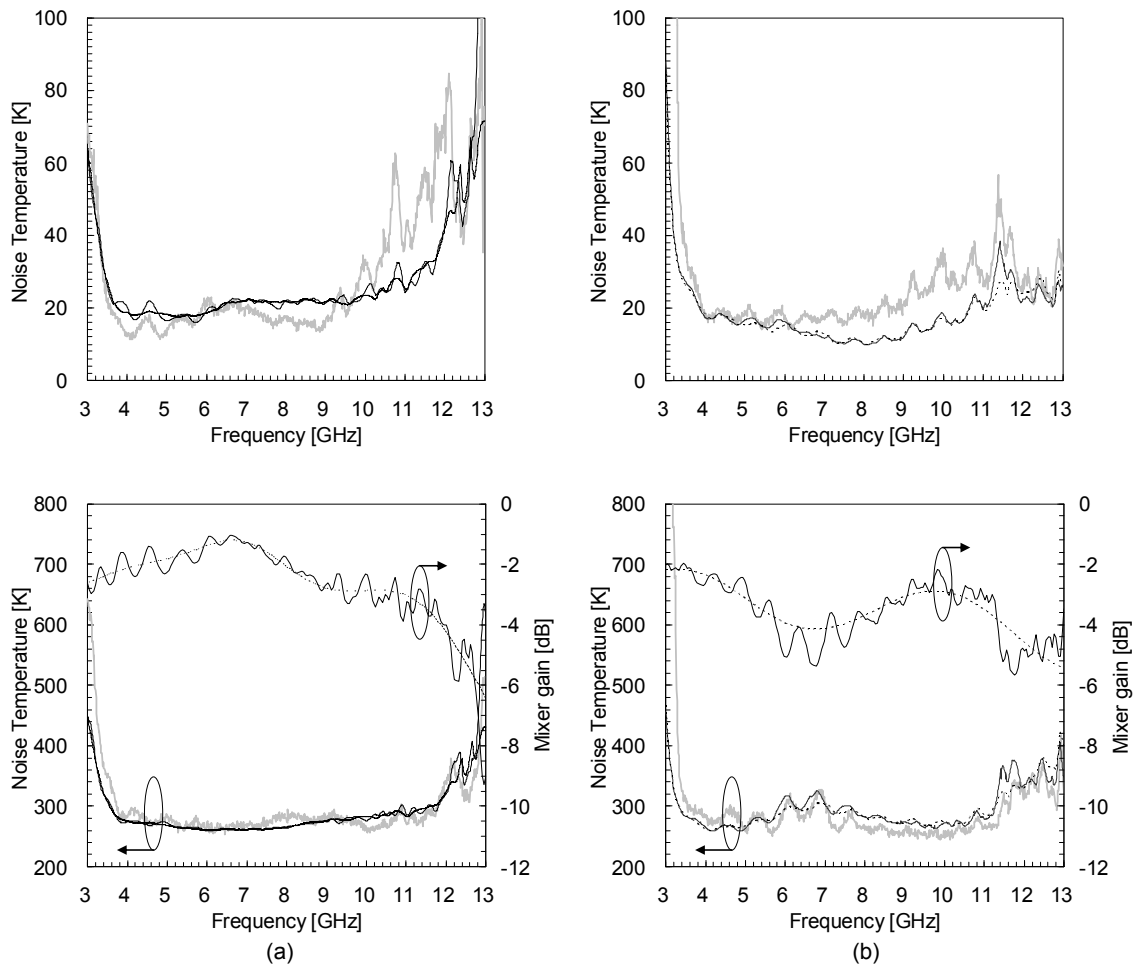 100
80
60
40
20
0
Noise Temperature [K]
3 4 5 6 7 8 9 10 11 12 13
Frequency [GHz]
100
80
60
40
20
0
Noise Temperature [K]
3 4 5 6 7 8 9 10 11 12 13
Frequency [GHz]
800
700
600
500
400
300
200
Noise Temperature [K]
0
-2
-4
-6
-8
-10
-12
Mixer gain [dB]
3 4 5 6 7 8 9 10 11 12 13
Frequency [GHz]
(a)
800
700
600
500
400
300
200
Noise Temperature [K]
0
-2
-4
-6
-8
-10
-12
Mixer gain [dB]
3 4 5 6 7 8 9 10 11 12 13
Frequency [GHz]
(b)